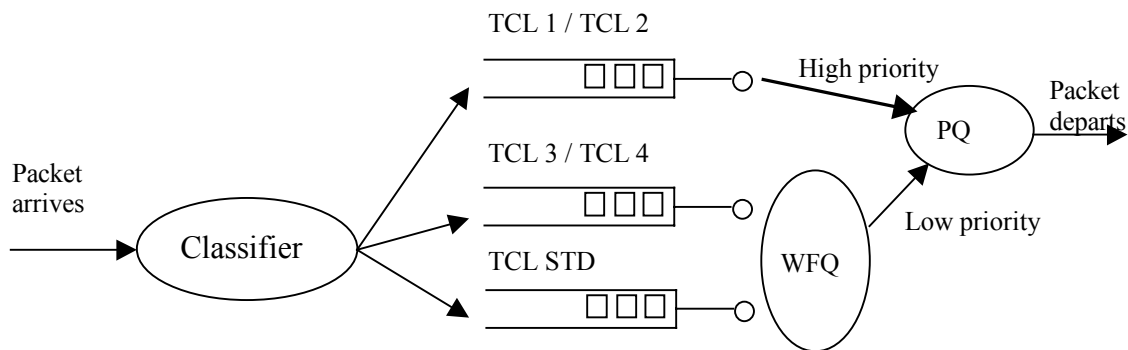 TCL 1 / TCL 2
High priority
Packet
departs
PQ
TCL 3 / TCL 4
Packet
arrives
Low priority
Classifier
TCL STD
WFQ